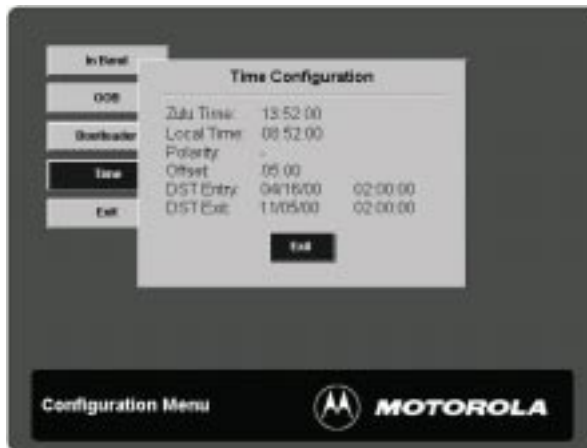 In Band
OOB
Bootloader
Time
Exit
Time Configuration
Zulu Time: 13:52:00
Local Time: 08:52:00
Polarity: -
Offset: 05:00
DST Entry: 04/16/00 02:00:00
DST Exit: 11/05/00 02:00:00
Exit
Configuration Menu
MOTOROLA